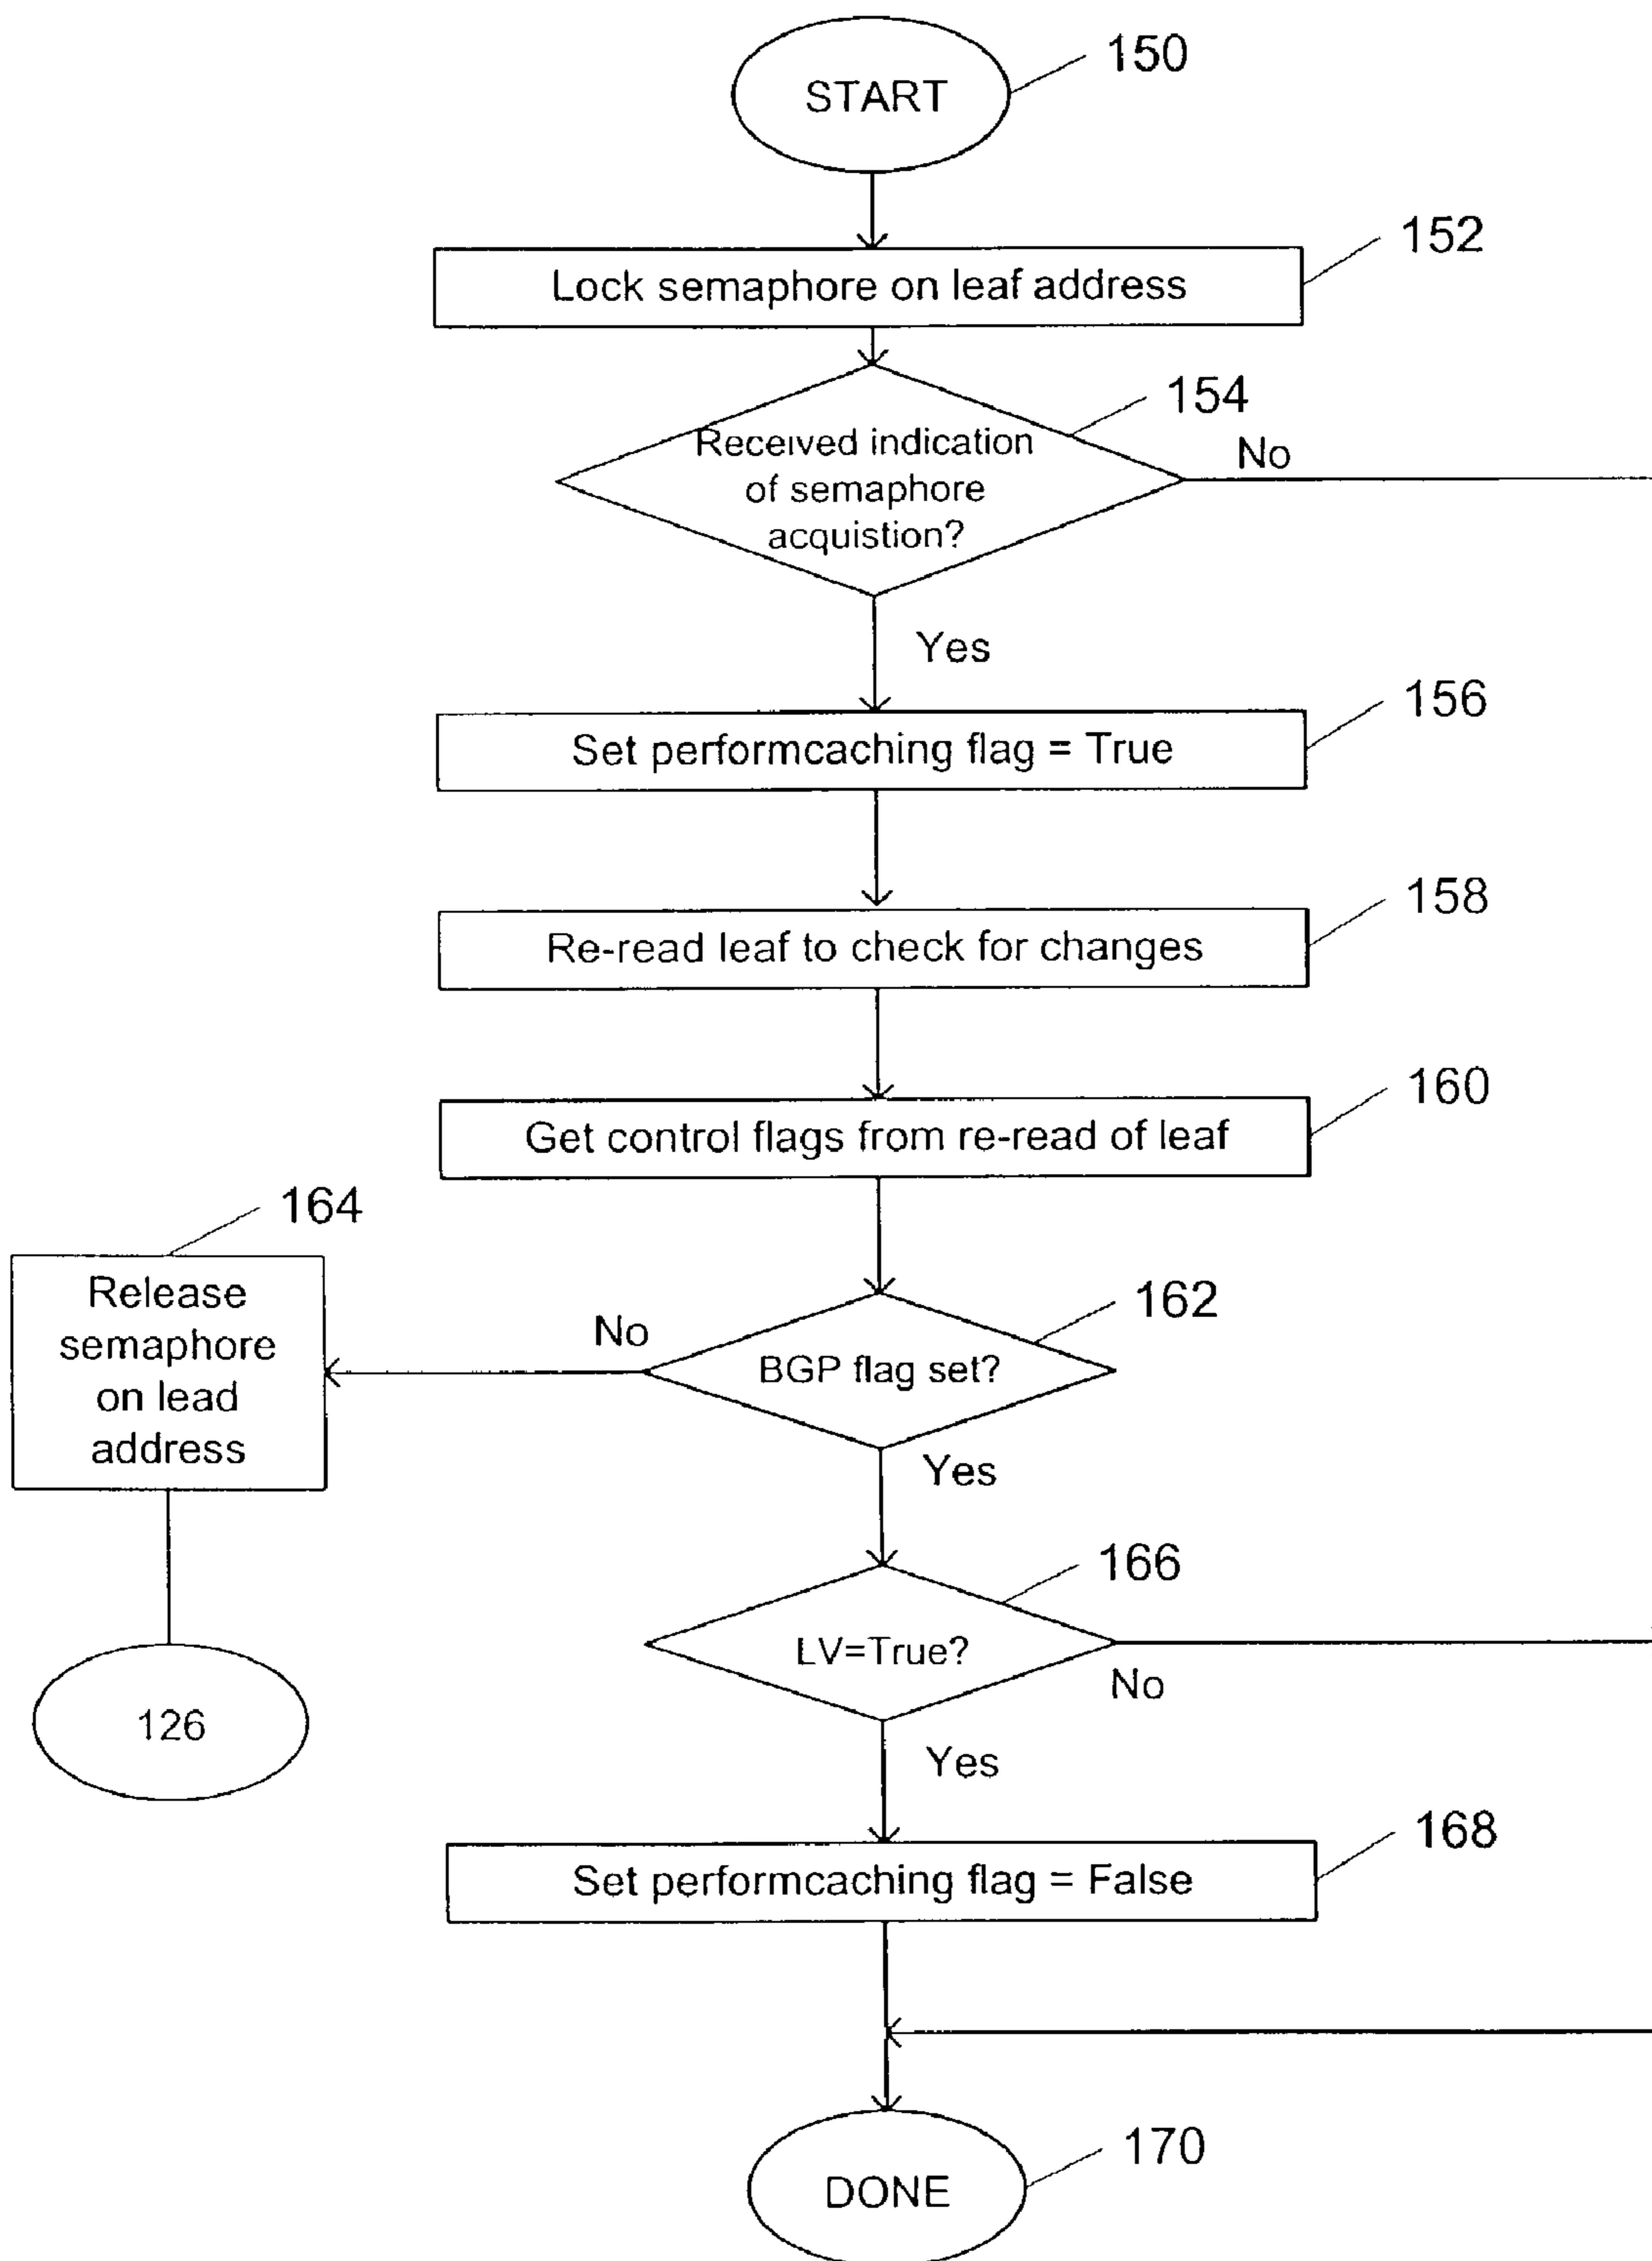 START
150
Lock semaphore on leaf address
152
154
Received indication
of semaphore
acquistion?
No
Yes
Set performcaching flag = True
156
Re-read leaf to check for changes
158
Get control flags from re-read of leaf
160
164
Release
semaphore
on lead
address
No
BGP flag set?
162
Yes
126
LV=True?
166
No
Yes
Set performcaching flag = False
168
DONE
170